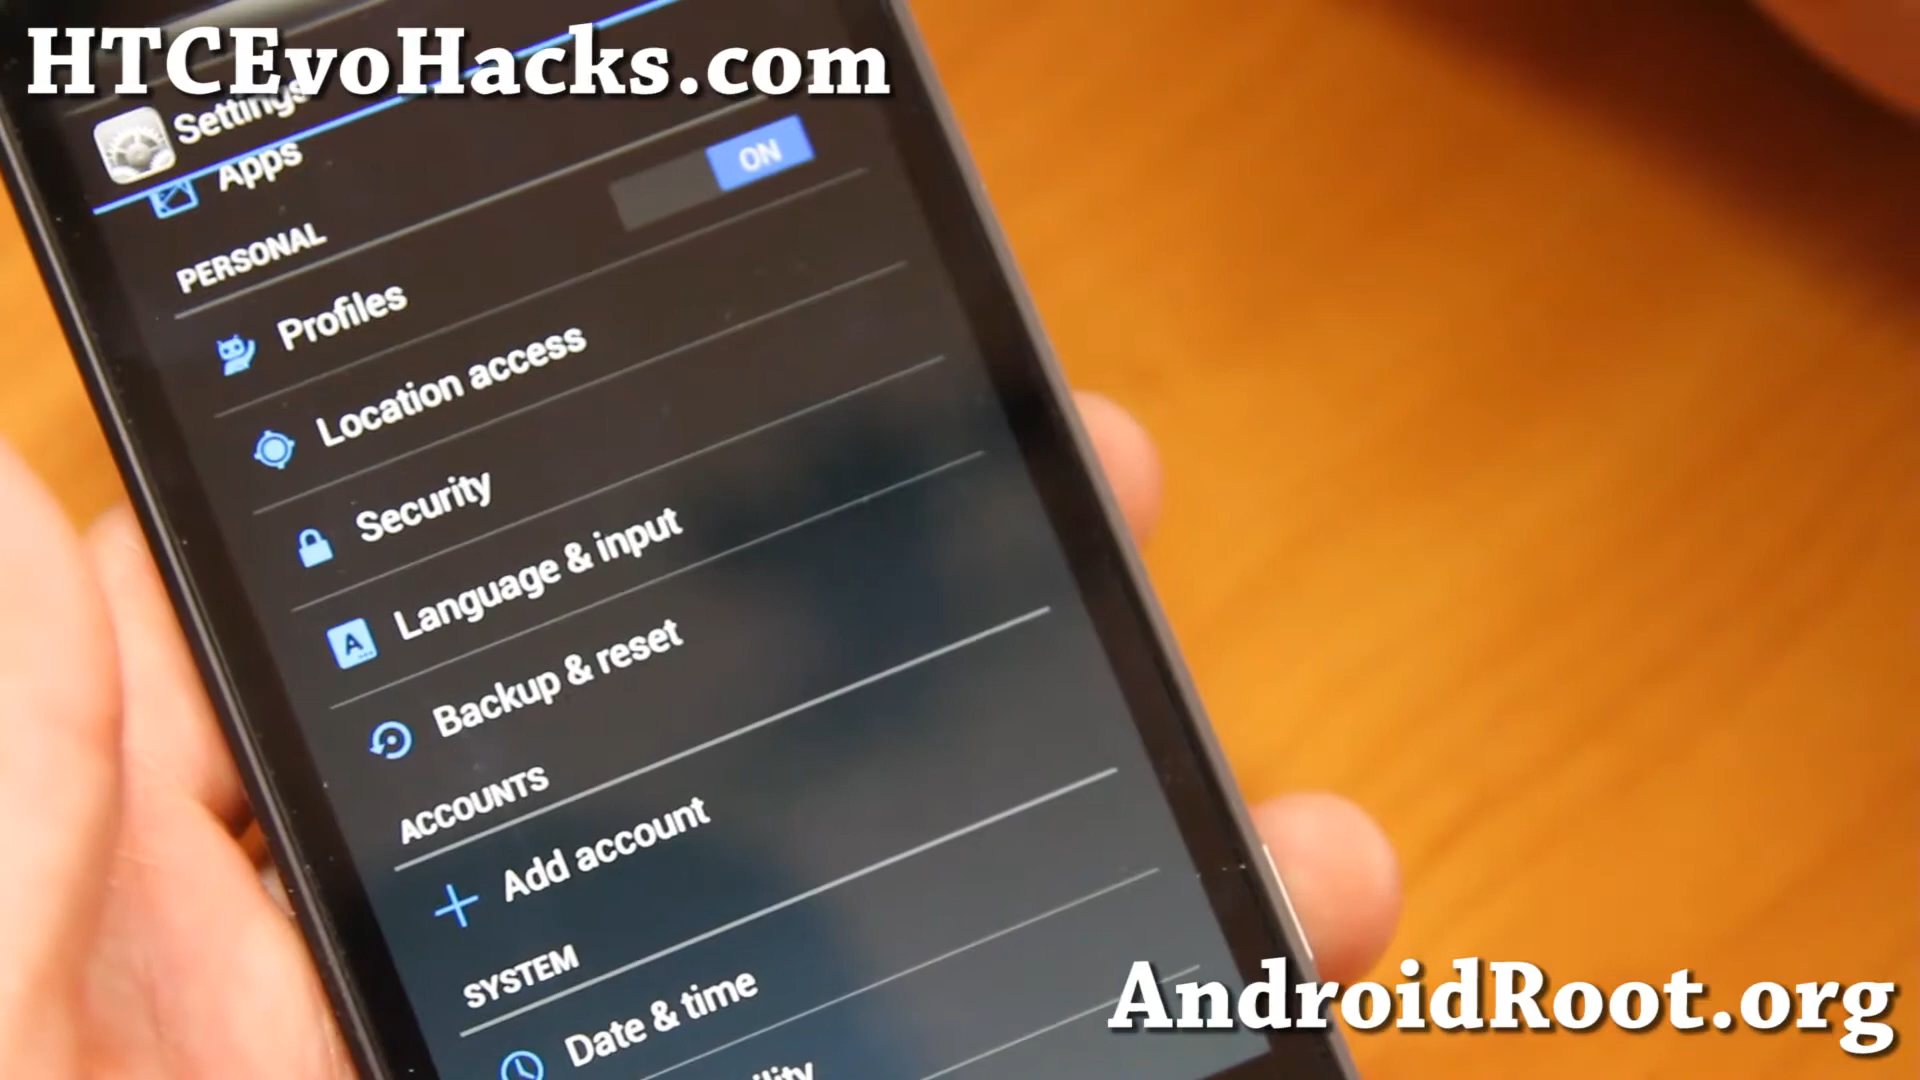 HTCEvoHacks.com
Settings
Apps
PERSONAL
ON
Profiles
Location access
Security
Language & input
A
Backup & reset
ACCOUNTS
Add account
SYSTEM
Date & time
AndroidRoot.org